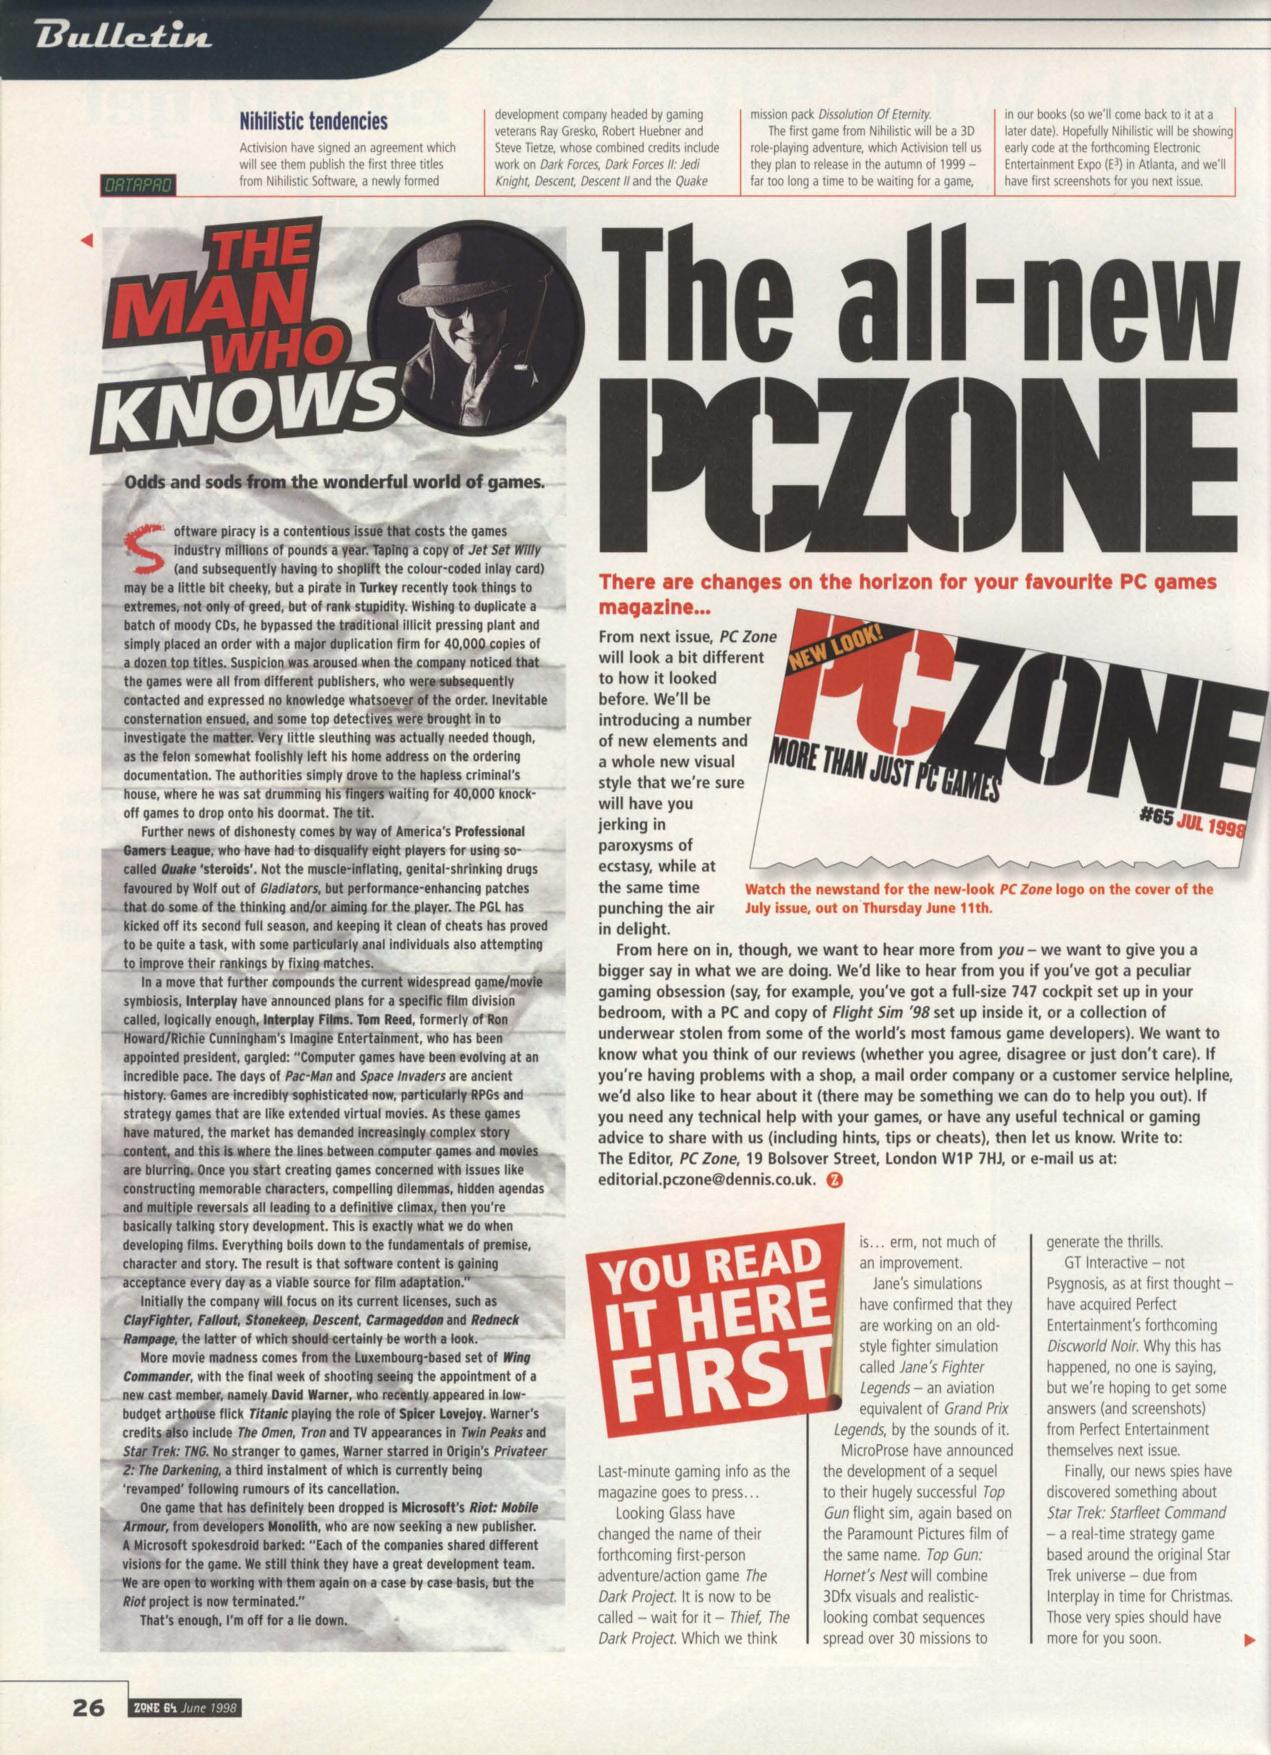 Bulletin
DATAPAD
Nihilistic tendencies
Activision have signed an agreement which
will see them publish the first three titles
from Nihilistic Software, a newly formed
development company headed by gaming
veterans Ray Gresko, Robert Huebner and
Steve Tietze, whose combined credits include
work on Dark Forces, Dark Forces II: Jedi
Knight, Descent, Descent II and the Quake
mission pack Dissolution Of Eternity.
The first game from Nihilistic will be a 3D
role-playing adventure, which Activision tell us
they plan to release in the autumn of 1999 –
far too long a time to be waiting for a game,
in our books (so we'll come back to it at a
later date). Hopefully Nihilistic will be showing
early code at the forthcoming Electronic
Entertainment Expo (E³) in Atlanta, and we'll
have first screenshots for you next issue.
THE
MAN
WHO
KNOWS
Odds and sods from the wonderful world of games.
Software piracy is a contentious issue that costs the games
industry millions of pounds a year. Taping a copy of Jet Set Willy
(and subsequently having to shoplift the colour-coded inlay card)
may be a little bit cheeky, but a pirate in Turkey recently took things to
extremes, not only of greed, but of rank stupidity. Wishing to duplicate a
batch of moody CDs, he bypassed the traditional illicit pressing plant and
simply placed an order with a major duplication firm for 40,000 copies of
a dozen top titles. Suspicion was aroused when the company noticed that
the games were all from different publishers, who were subsequently
contacted and expressed no knowledge whatsoever of the order. Inevitable
consternation ensued, and some top detectives were brought in to
investigate the matter. Very little sleuthing was actually needed though,
as the felon somewhat foolishly left his home address on the ordering
documentation. The authorities simply drove to the hapless criminal's
house, where he was sat drumming his fingers waiting for 40,000 knock-
off games to drop onto his doormat. The tit.
Further news of dishonesty comes by way of America's Professional
Gamers League, who have had to disqualify eight players for using so-
called Quake 'steroids'. Not the muscle-inflating, genital-shrinking drugs
favoured by Wolf out of Gladiators, but performance-enhancing patches
that do some of the thinking and/or aiming for the player. The PGL has
kicked off its second full season, and keeping it clean of cheats has proved
to be quite a task, with some particularly anal individuals also attempting
to improve their rankings by fixing matches.
In a move that further compounds the current widespread game/movie
symbiosis, Interplay have announced plans for a specific film division
called, logically enough, Interplay Films. Tom Reed, formerly of Ron
Howard/Richie Cunningham's Imagine Entertainment, who has been
appointed president, gargled: "Computer games have been evolving at an
incredible pace. The days of Pac-Man and Space Invaders are ancient
history. Games are incredibly sophisticated now, particularly RPGs and
strategy games that are like extended virtual movies. As these games
have matured, the market has demanded increasingly complex story
content, and this is where the lines between computer games and movies
are blurring. Once you start creating games concerned with issues like
constructing memorable characters, compelling dilemmas, hidden agendas
and multiple reversals all leading to a definitive climax, then you're
basically talking story development. This is exactly what we do when
developing films. Everything boils down to the fundamentals of premise,
character and story. The result is that software content is gaining
acceptance every day as a viable source for film adaptation."
Initially the company will focus on its current licenses, such as
ClayFighter, Fallout, Stonekeep, Descent, Carmageddon and Redneck
Rampage, the latter of which should certainly be worth a look.
More movie madness comes from the Luxembourg-based set of Wing
Commander, with the final week of shooting seeing the appointment of a
new cast member, namely David Warner, who recently appeared in low-
budget arthouse flick Titanic playing the role of Spicer Lovejoy. Warner's
credits also include The Omen, Tron and TV appearances in Twin Peaks and
Star Trek: TNG. No stranger to games, Warner starred in Origin's Privateer
2: The Darkening, a third instalment of which is currently being
'revamped' following rumours of its cancellation.
One game that has definitely been dropped is Microsoft's Riot: Mobile
Armour, from developers Monolith, who are now seeking a new publisher.
A Microsoft spokesdroid barked: "Each of the companies shared different
visions for the game. We still think they have a great development team.
We are open to working with them again on a case by case basis, but the
Riot project is now terminated."
That's enough, I'm off for a lie down.
The all-new
PCZONE
There are changes on the horizon for your favourite PC games
magazine...
From next issue, PC Zone
will look a bit different
to how it looked
before. We'll be
introducing a number
of new elements and
a whole new visual
style that we're sure
will have you
jerking in
paroxysms of
ecstasy, while at
the same time
punching the air
in delight.
NEW LOOK!
PCZONE
MORE THAN JUST PC GAMES
#65 JUL 1998
Watch the newstand for the new-look PC Zone logo on the cover of the
July issue, out on Thursday June 11th.
From here on in, though, we want to hear more from you – we want to give you a
bigger say in what we are doing. We'd like to hear from you if you've got a peculiar
gaming obsession (say, for example, you've got a full-size 747 cockpit set up in your
bedroom, with a PC and copy of Flight Sim '98 set up inside it, or a collection of
underwear stolen from some of the world's most famous game developers). We want to
know what you think of our reviews (whether you agree, disagree or just don't care). If
you're having problems with a shop, a mail order company or a customer service helpline,
we'd also like to hear about it (there may be something we can do to help you out). If
you need any technical help with your games, or have any useful technical or gaming
advice to share with us (including hints, tips or cheats), then let us know. Write to:
The Editor, PC Zone, 19 Bolsover Street, London W1P 7HJ, or e-mail us at:
editorial.pczone@dennis.co.uk. Z
YOU READ
IT HERE
FIRST
Last-minute gaming info as the
magazine goes to press...
Looking Glass have
changed the name of their
forthcoming first-person
adventure/action game The
Dark Project. It is now to be
called – wait for it – Thief, The
Dark Project. Which we think
is... erm, not much of
an improvement.
Jane's simulations
have confirmed that they
are working on an old-
style fighter simulation
called Jane's Fighter
Legends – an aviation
equivalent of Grand Prix
Legends, by the sounds of it.
MicroProse have announced
the development of a sequel
to their hugely successful Top
Gun flight sim, again based on
the Paramount Pictures film of
the same name. Top Gun:
Hornet's Nest will combine
3Dfx visuals and realistic-
looking combat sequences
spread over 30 missions to
generate the thrills.
GT Interactive – not
Psygnosis, as at first thought –
have acquired Perfect
Entertainment's forthcoming
Discworld Noir. Why this has
happened, no one is saying,
but we're hoping to get some
answers (and screenshots)
from Perfect Entertainment
themselves next issue.
Finally, our news spies have
discovered something about
Star Trek: Starfleet Command
– a real-time strategy game
based around the original Star
Trek universe – due from
Interplay in time for Christmas.
Those very spies should have
more for you soon.
26
ZONE 64 June 1998